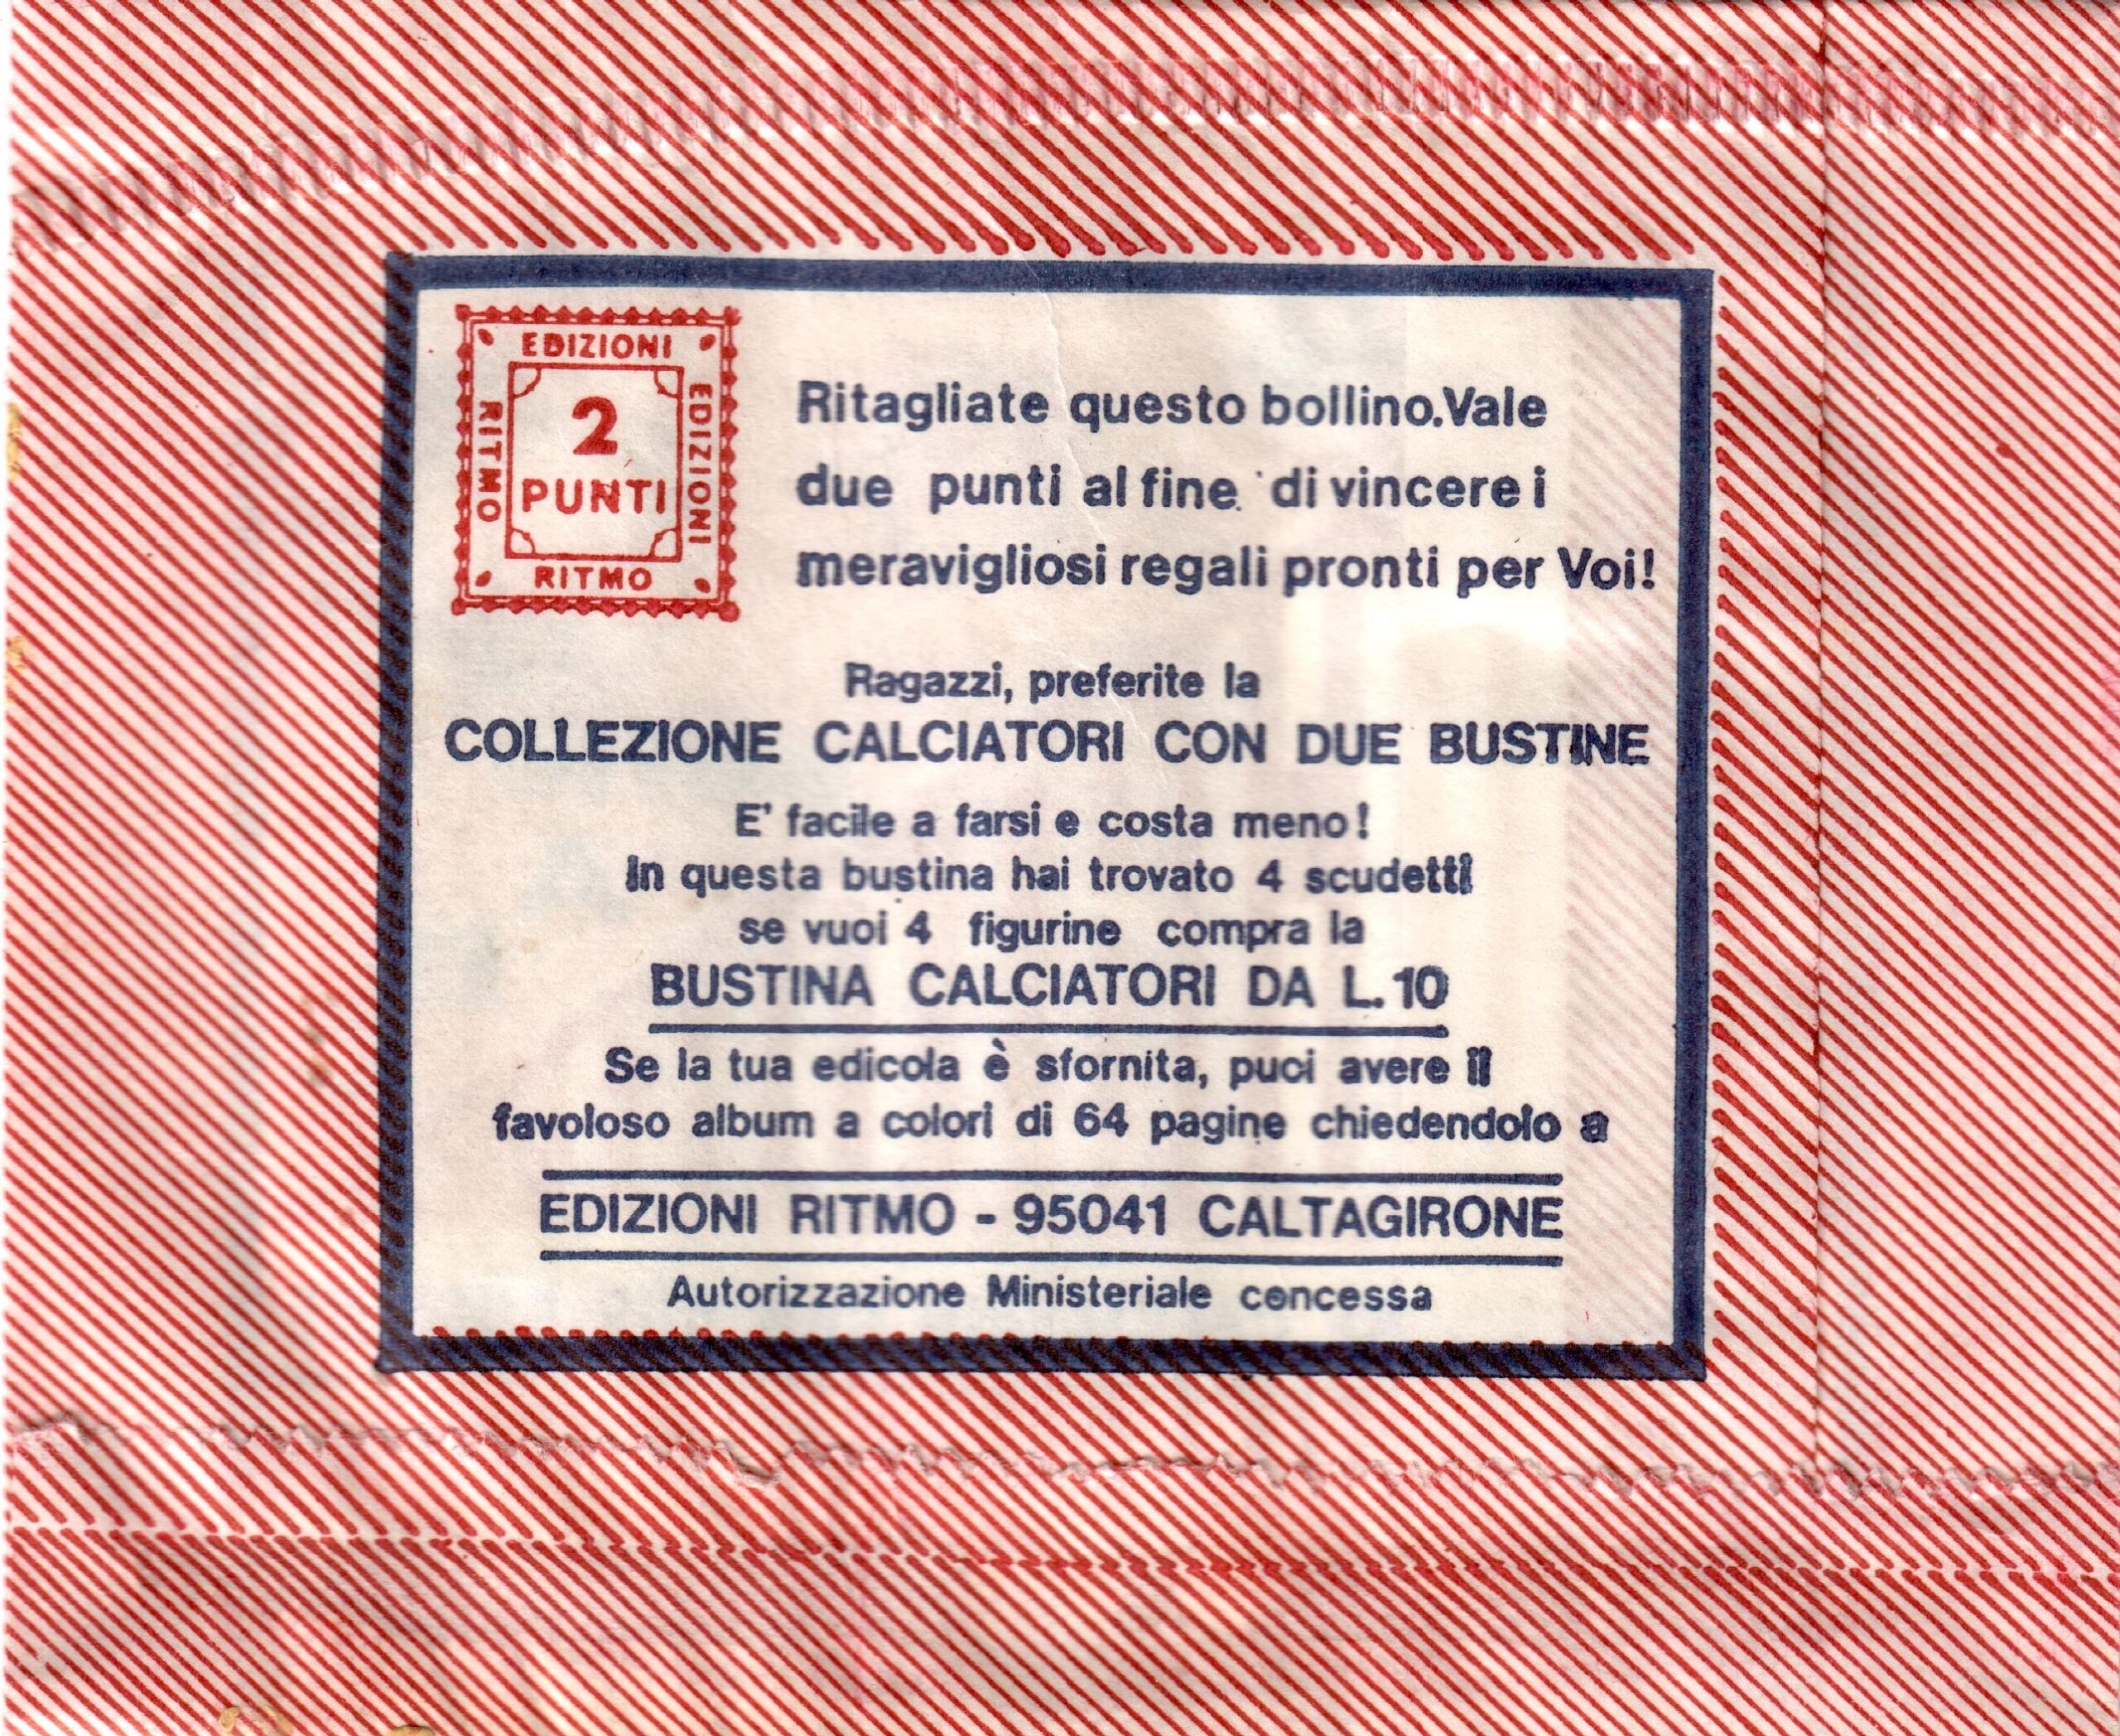 EDIZIONI
RITMO
2
PUNTI
EDIZIONI
RITMO
Ritagliate questo bollino.Vale
due punti al fine di vincere i
meravigliosi regali pronti per Voi!
Ragazzi, preferite la
COLLEZIONE CALCIATORI CON DUE BUSTINE
E' facile a farsi e costa meno!
In questa bustina hai trovato 4 scudetti
se vuoi 4 figurine compra la
BUSTINA CALCIATORI DA L. 10
Se la tua edicola è sfornita, puoi avere il
favoloso album a colori di 64 pagine chiedendolo a
EDIZIONI RITMO - 95041 CALTAGIRONE
Autorizzazione Ministeriale concessa